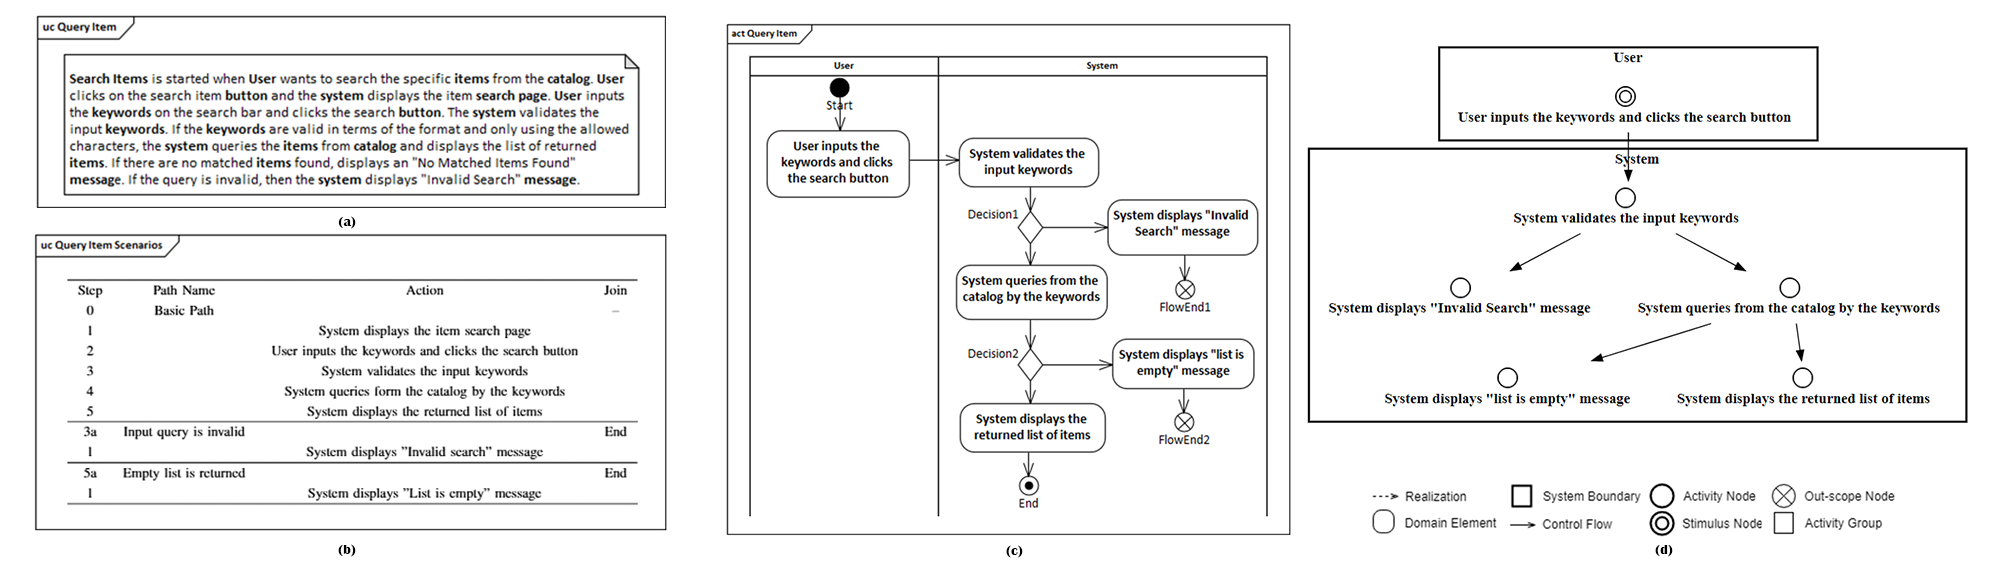 uc Query Item
Search Items is started when User wants to search the specific items from the catalog. User
clicks on the search item button and the system displays the item search page. User inputs
the keywords on the search bar and clicks the search button. The system validates the
input keywords. If the keywords are valid in terms of the format and only using the allowed
characters, the system queries the items from catalog and displays the list of returned
items. If there are no matched items found, displays an "No Matched Items Found"
message. If the query is invalid, then the system displays "Invalid Search" message.
(a)
uc Query Item Scenarios
Step Path Name Action Join
0 Basic Path –
1 System displays the item search page
2 User inputs the keywords and clicks the search button
3 System validates the input keywords
4 System queries form the catalog by the keywords
5 System displays the returned list of items
3a Input query is invalid End
1 System displays "Invalid search" message
5a Empty list is returned End
1 System displays "List is empty" message
(b)
act Query Item
User System
Start
User inputs the
keywords and clicks
the search button
System validates the
input keywords
Decision1
System displays "Invalid
Search" message
FlowEnd1
System queries from the
catalog by the keywords
Decision2
System displays "list is
empty" message
FlowEnd2
System displays the
returned list of items
End
(c)
User
User inputs the keywords and clicks the search button
System
System validates the input keywords
System displays "Invalid Search" message
System queries from the catalog by the keywords
System displays "list is empty" message
System displays the returned list of items
Realization System Boundary Activity Node Out-scope Node
Domain Element Control Flow Stimulus Node Activity Group
(d)